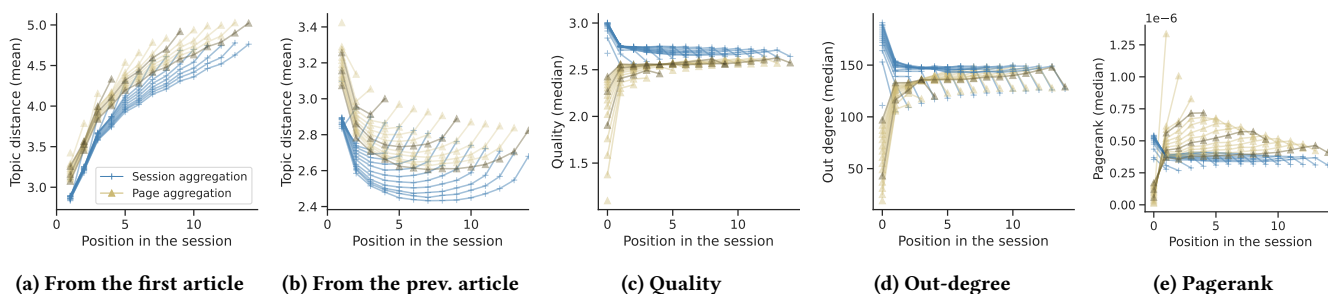 5.0
4.5
4.0
3.5
3.0
Topic distance (mean)
Session aggregation
Page aggregation
0 5 10
Position in the session
(a) From the first article
3.4
3.2
3.0
2.8
2.6
2.4
Topic distance (mean)
0 5 10
Position in the session
(b) From the prev. article
3.0
2.5
2.0
1.5
Quality (median)
0 5 10
Position in the session
(c) Quality
150
100
50
Out degree (median)
0 5 10
Position in the session
(d) Out-degree
1e−6
1.25
1.00
0.75
0.50
0.25
0.00
Pagerank (median)
0 5 10
Position in the session
(e) Pagerank